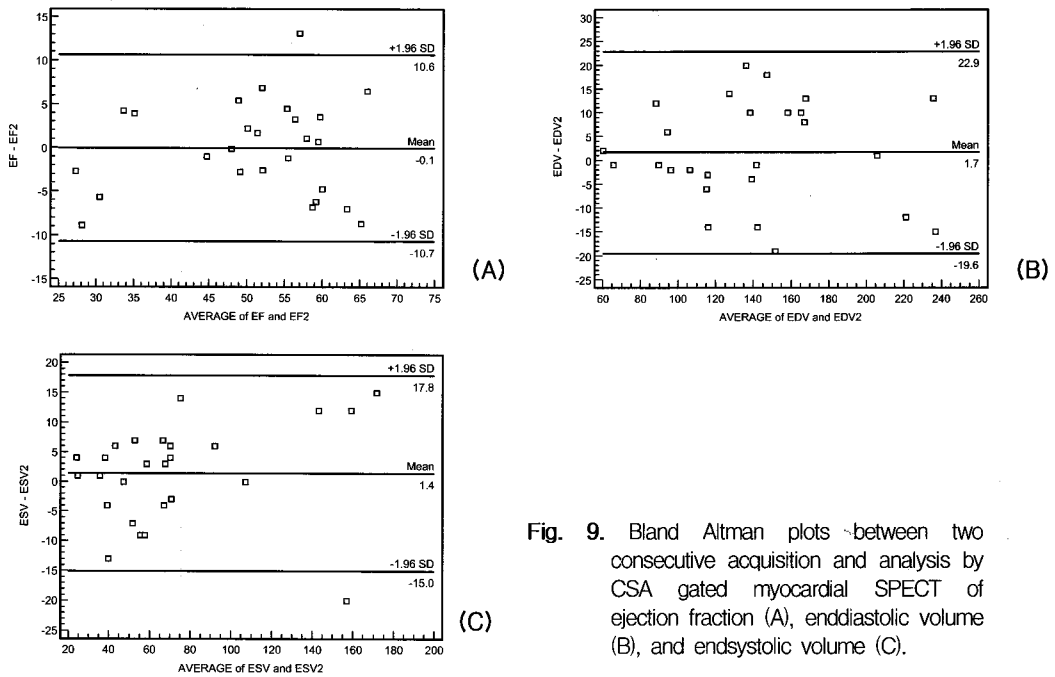 15
10
5
0
-5
-10
-15
EF - EF2
+1.96 SD
10.6
Mean
-0.1
-1.96 SD
-10.7
25 30 35 40 45 50 55 60 65 70 75
AVERAGE of EF and EF2
(A)
30
25
20
15
10
5
0
-5
-10
-15
-20
-25
EDV - EDV2
+1.96 SD
22.9
Mean
1.7
-1.96 SD
-19.6
60 80 100 120 140 160 180 200 220 240 260
AVERAGE of EDV and EDV2
(B)
20
15
10
5
0
-5
-10
-15
-20
-25
ESV - ESV2
+1.96 SD
17.8
Mean
1.4
-1.96 SD
-15.0
20 40 60 80 100 120 140 160 180 200
AVERAGE of ESV and ESV2
(C)
Fig. 9. Bland Altman plots between two
consecutive acquisition and analysis by
CSA gated myocardial SPECT of
ejection fraction (A), enddiastolic volume
(B), and endsystolic volume (C).